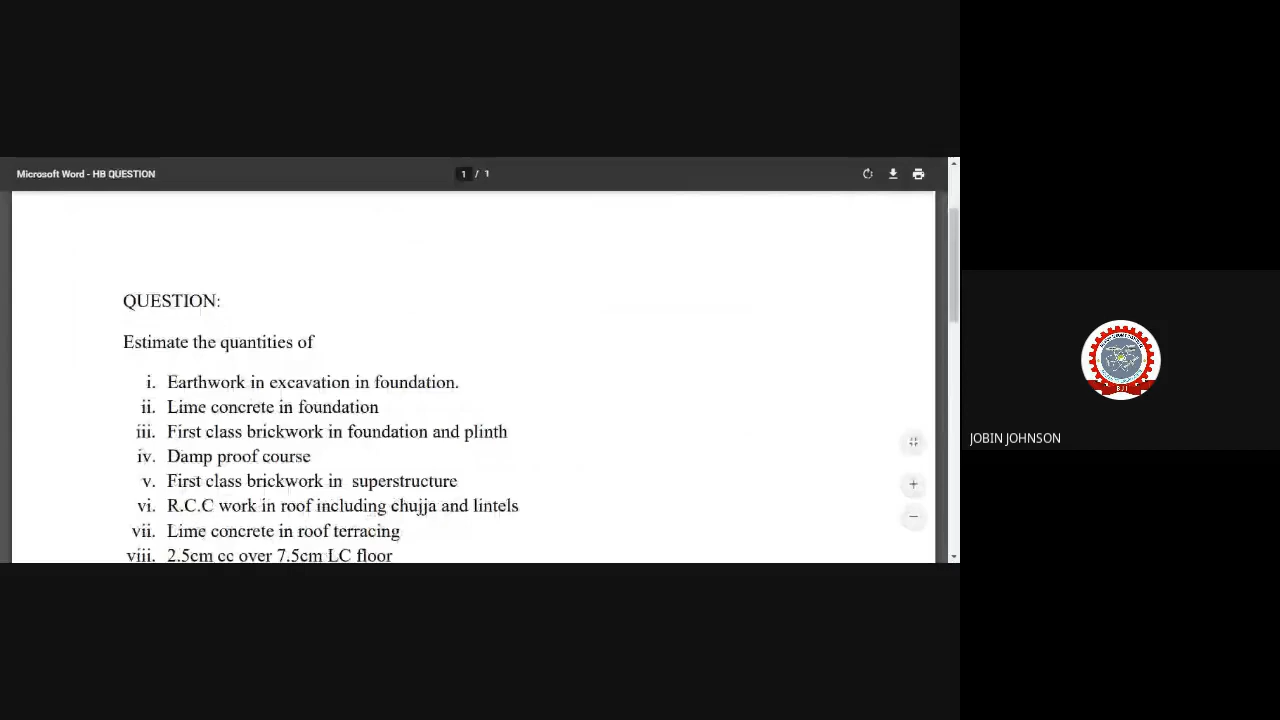 Microsoft Word - HB QUESTION
1 / 1
QUESTION:
Estimate the quantities of
i. Earthwork in excavation in foundation.
ii. Lime concrete in foundation
iii. First class brickwork in foundation and plinth
iv. Damp proof course
v. First class brickwork in superstructure
vi. R.C.C work in roof including chujja and lintels
vii. Lime concrete in roof terracing
viii. 2.5cm cc over 7.5cm LC floor
JOBIN JOHNSON